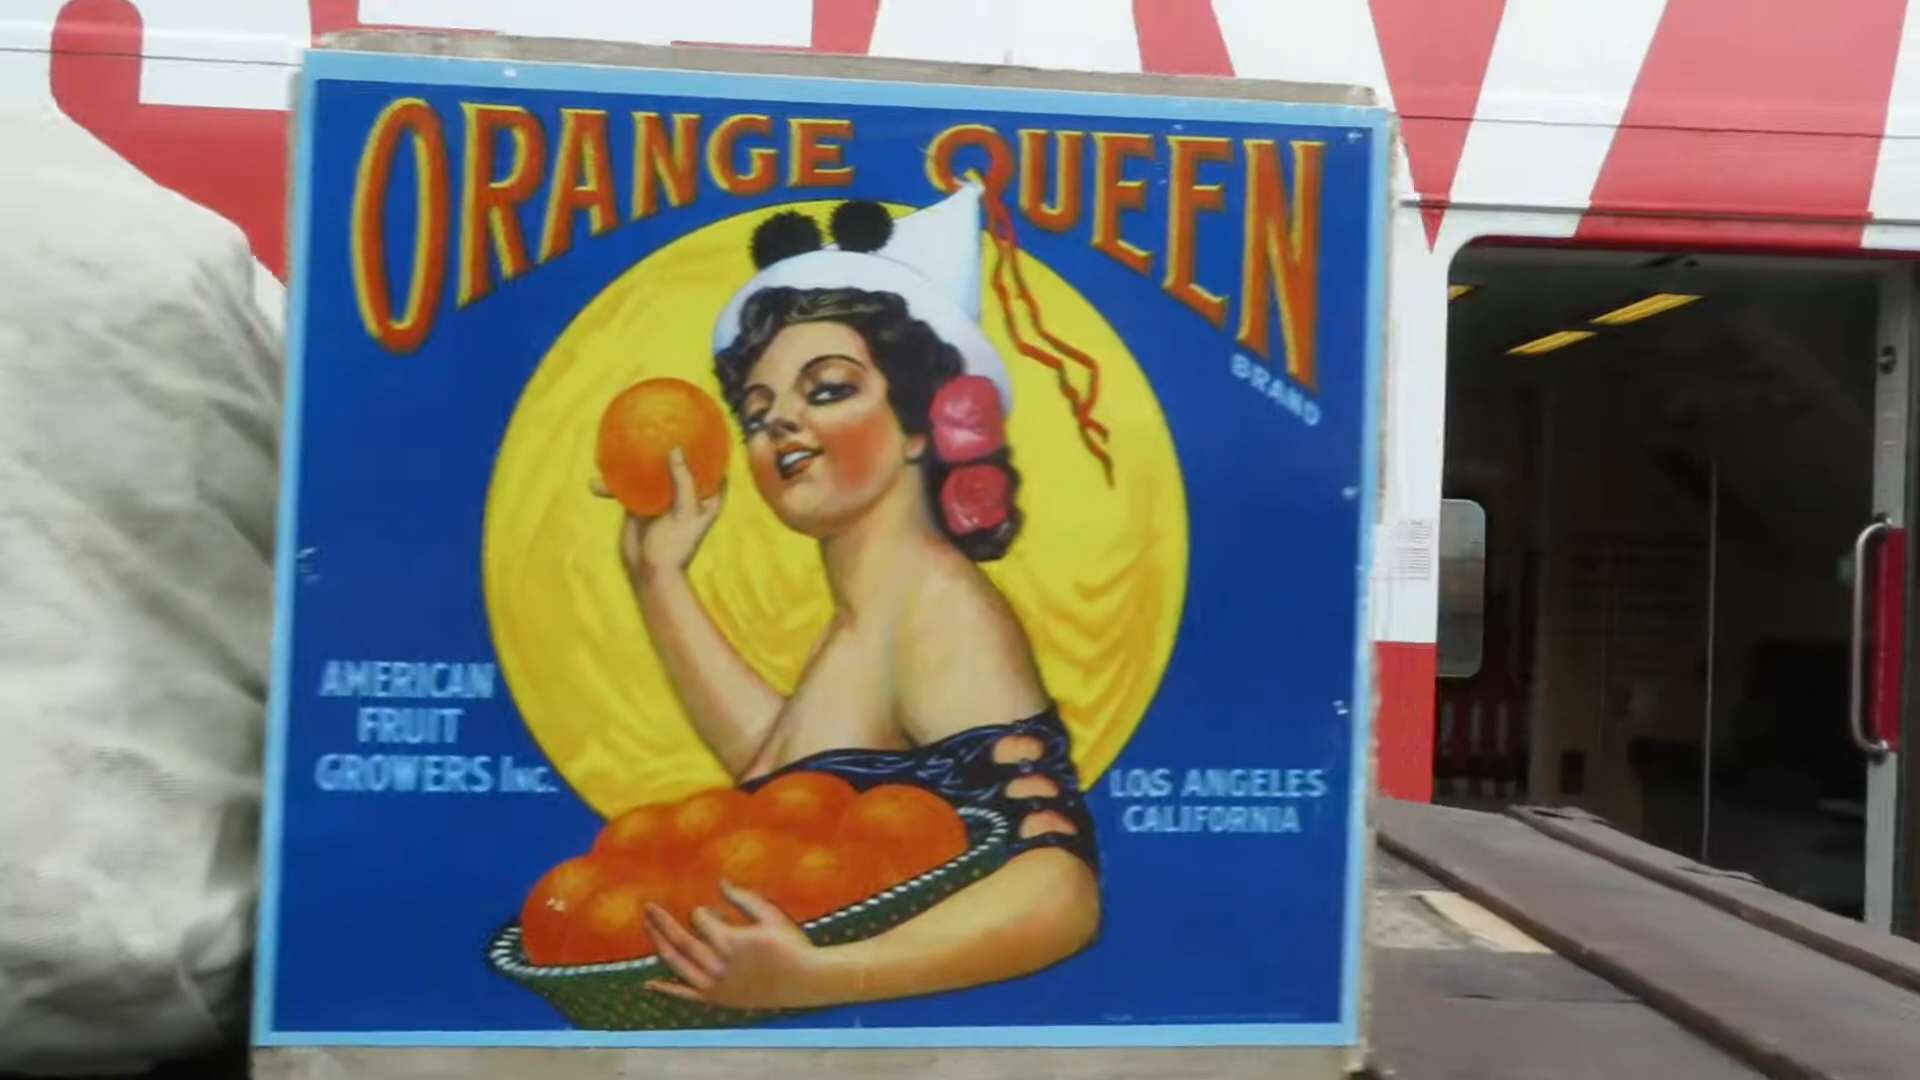 ORANGE QUEEN
BRAND
AMERICAN
FRUIT
GROWERS INC.
LOS ANGELES
CALIFORNIA